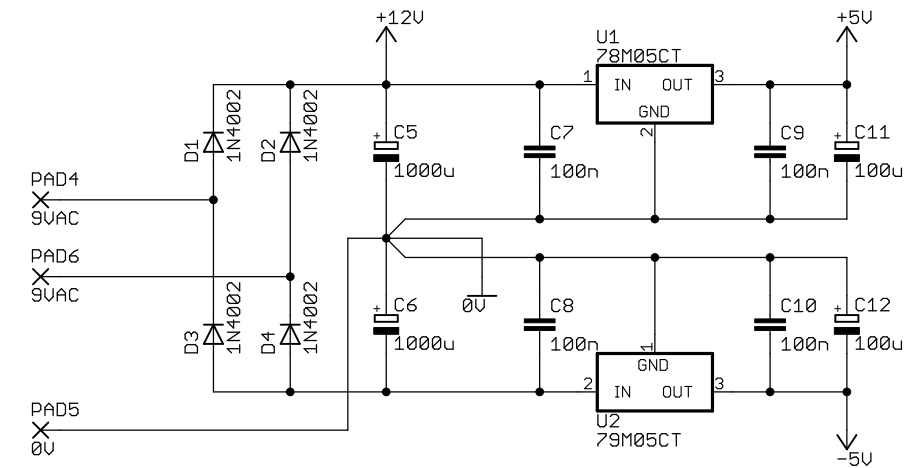 +12V
+5V
U1
78M05CT
1
IN
OUT
3
GND
2
D1
1N4002
D2
1N4002
+
C5
1000u
C7
100n
C9
100n
+
C11
100u
PAD4
9VAC
PAD6
9VAC
0V
D3
1N4002
D4
1N4002
+
C6
1000u
C8
100n
C10
100n
+
C12
100u
1
GND
2
IN
OUT
3
U2
79M05CT
PAD5
0V
-5V